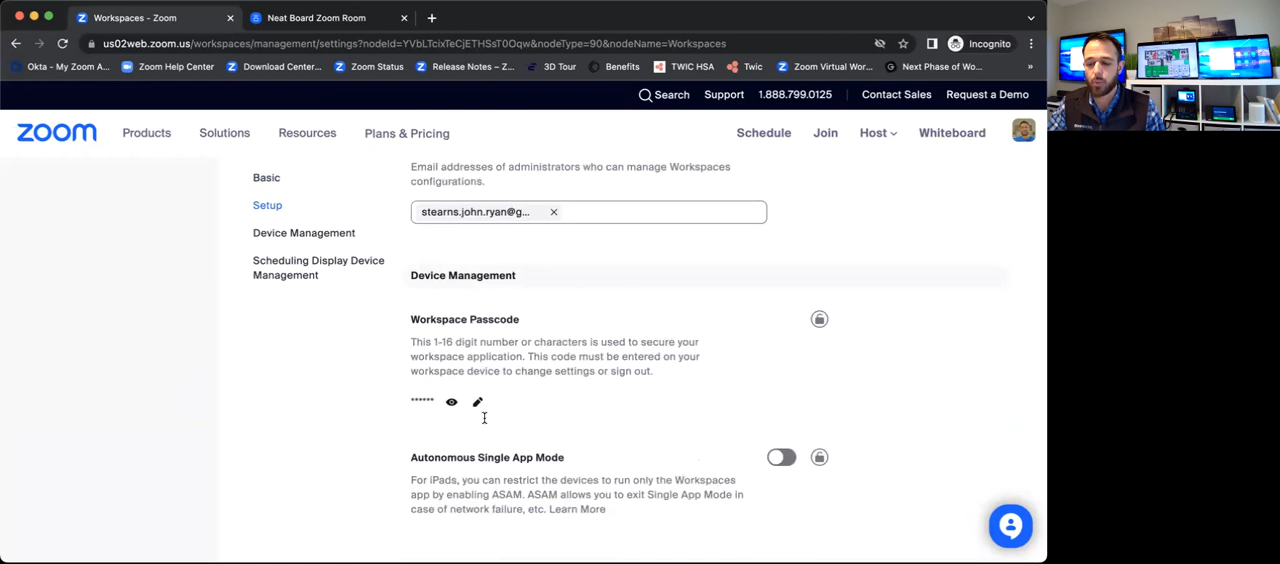 Workspaces - Zoom
Neat Board Zoom Room
us02web.zoom.us/workspaces/management/settings?nodeId=YVbLTcixTeCjETHSsT0Oqw&nodeType=90&nodeName=Workspaces
Incognito
Okta - My Zoom A...
Zoom Help Center
Download Center...
Zoom Status
Release Notes – Z...
3D Tour
Benefits
TWIC HSA
Twic
Zoom Virtual Wor...
Next Phase of Wo...
»
Search
Support
1.888.799.0125
Contact Sales
Request a Demo
zoom
Products
Solutions
Resources
Plans & Pricing
Schedule
Join
Host
Whiteboard
Basic
Setup
Device Management
Scheduling Display Device
Management
Email addresses of administrators who can manage Workspaces
configurations.
stearns.john.ryan@g...
Device Management
Workspace Passcode
This 1-16 digit number or characters is used to secure your
workspace application. This code must be entered on your
workspace device to change settings or sign out.
******
Autonomous Single App Mode
For iPads, you can restrict the devices to run only the Workspaces
app by enabling ASAM. ASAM allows you to exit Single App Mode in
case of network failure, etc. Learn More